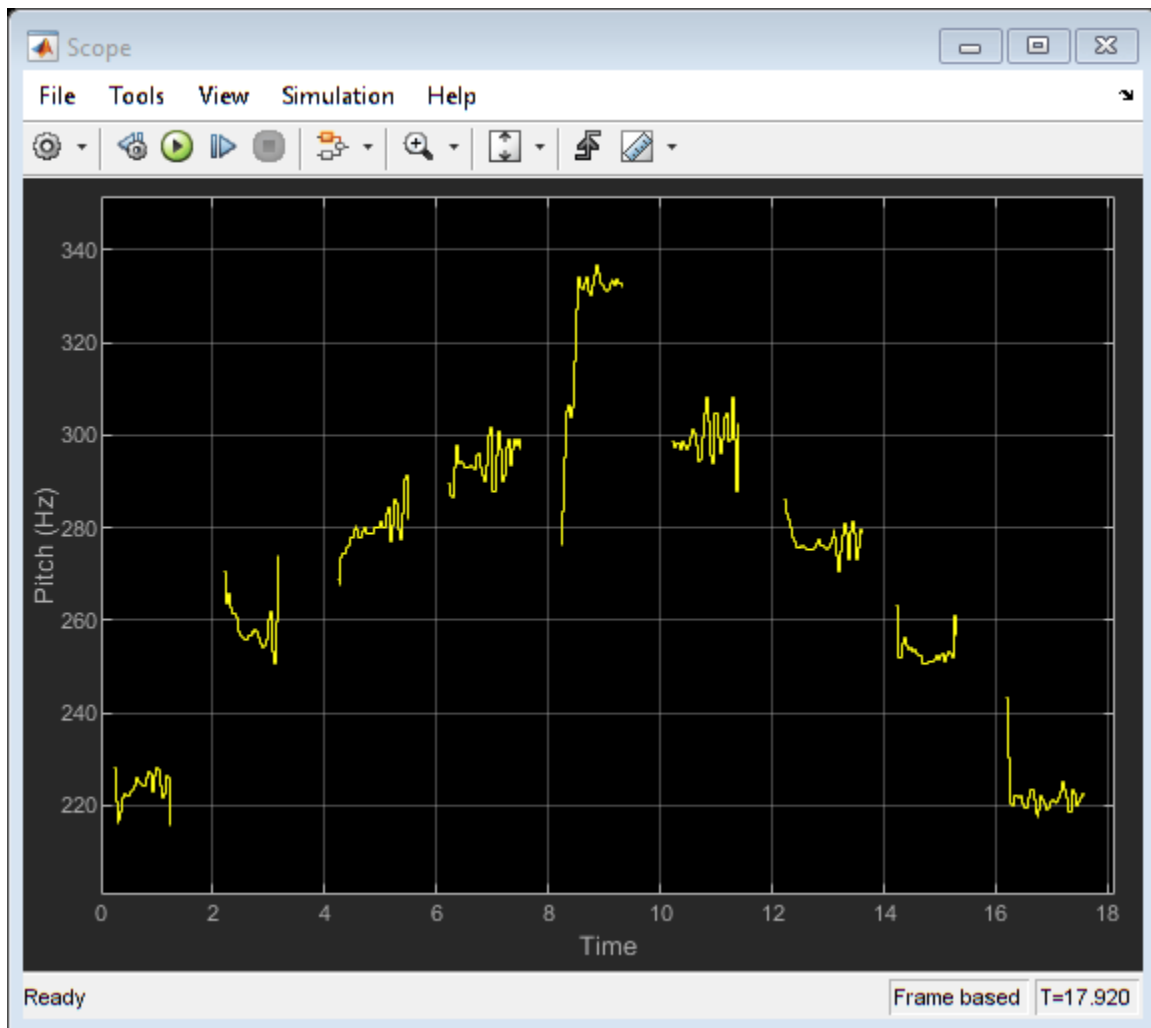 Scope
File Tools View Simulation Help
340
320
300
280
260
240
220
Pitch (Hz)
0 2 4 6 8 10 12 14 16 18
Time
Ready Frame based T=17.920